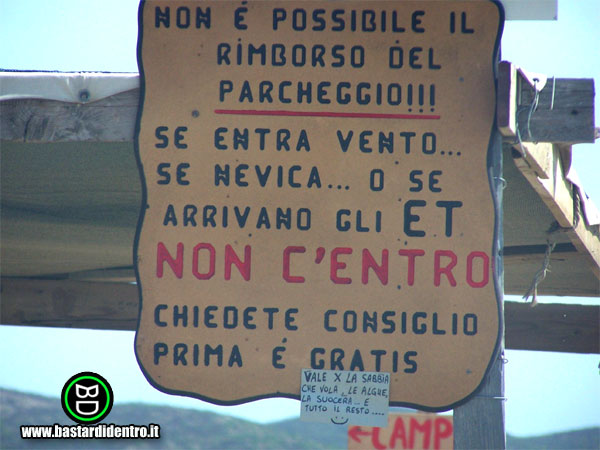 NON É POSSIBILE IL
RIMBORSO DEL
PARCHEGGIO!!!
SE ENTRA VENTO...
SE NEVICA... O SE
ARRIVANO GLI ET
NON C'ENTRO
CHIEDETE CONSIGLIO
PRIMA É GRATIS
VALE X LA SABBIA
CHE VOLA, LE ALGHE,
LA SUOCERA... E
TUTTO IL RESTO....
CAMP
BD
www.bastardidentro.it